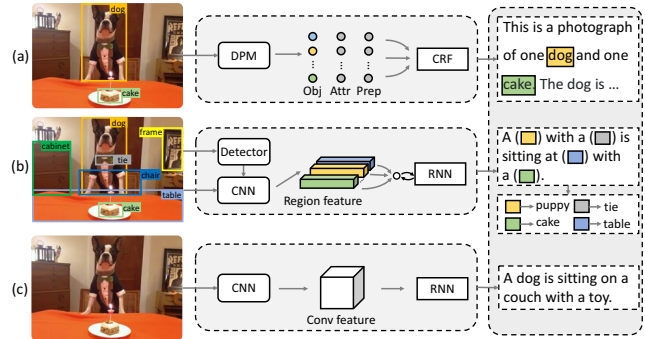 (a)
dog
cake
DPM
Obj Attr Prep
CRF
This is a photograph
of one dog and one
cake. The dog is ...
(b)
dog
frame
cabinet
tie
chair
table
cake
Detector
CNN
Region feature
RNN
A ( ) with a ( ) is
sitting at ( ) with
a ( ).
puppy
tie
cake
table
(c)
CNN
Conv feature
RNN
A dog is sitting on a
couch with a toy.